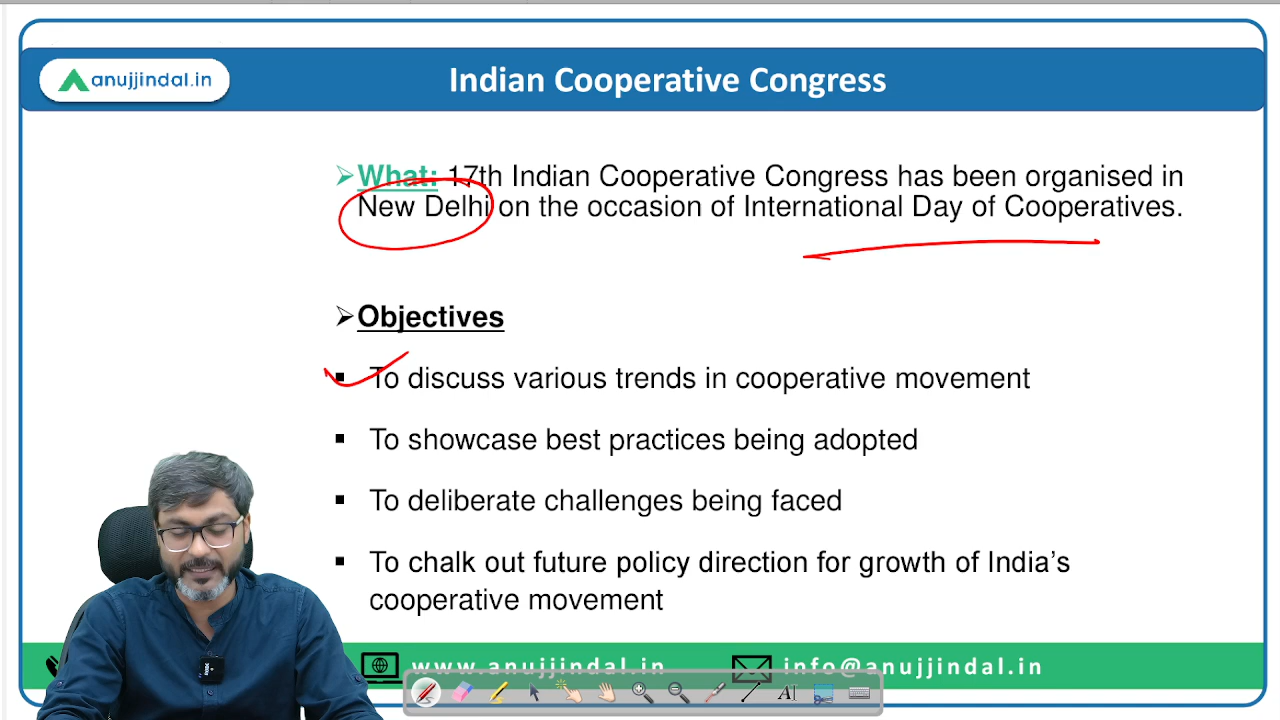 anujjindal.in
Indian Cooperative Congress
What: 17th Indian Cooperative Congress has been organised in
New Delhi on the occasion of International Day of Cooperatives.
Objectives
To discuss various trends in cooperative movement
To showcase best practices being adopted
To deliberate challenges being faced
To chalk out future policy direction for growth of India’s
cooperative movement
www.anujjindal.in
info@anujjindal.in